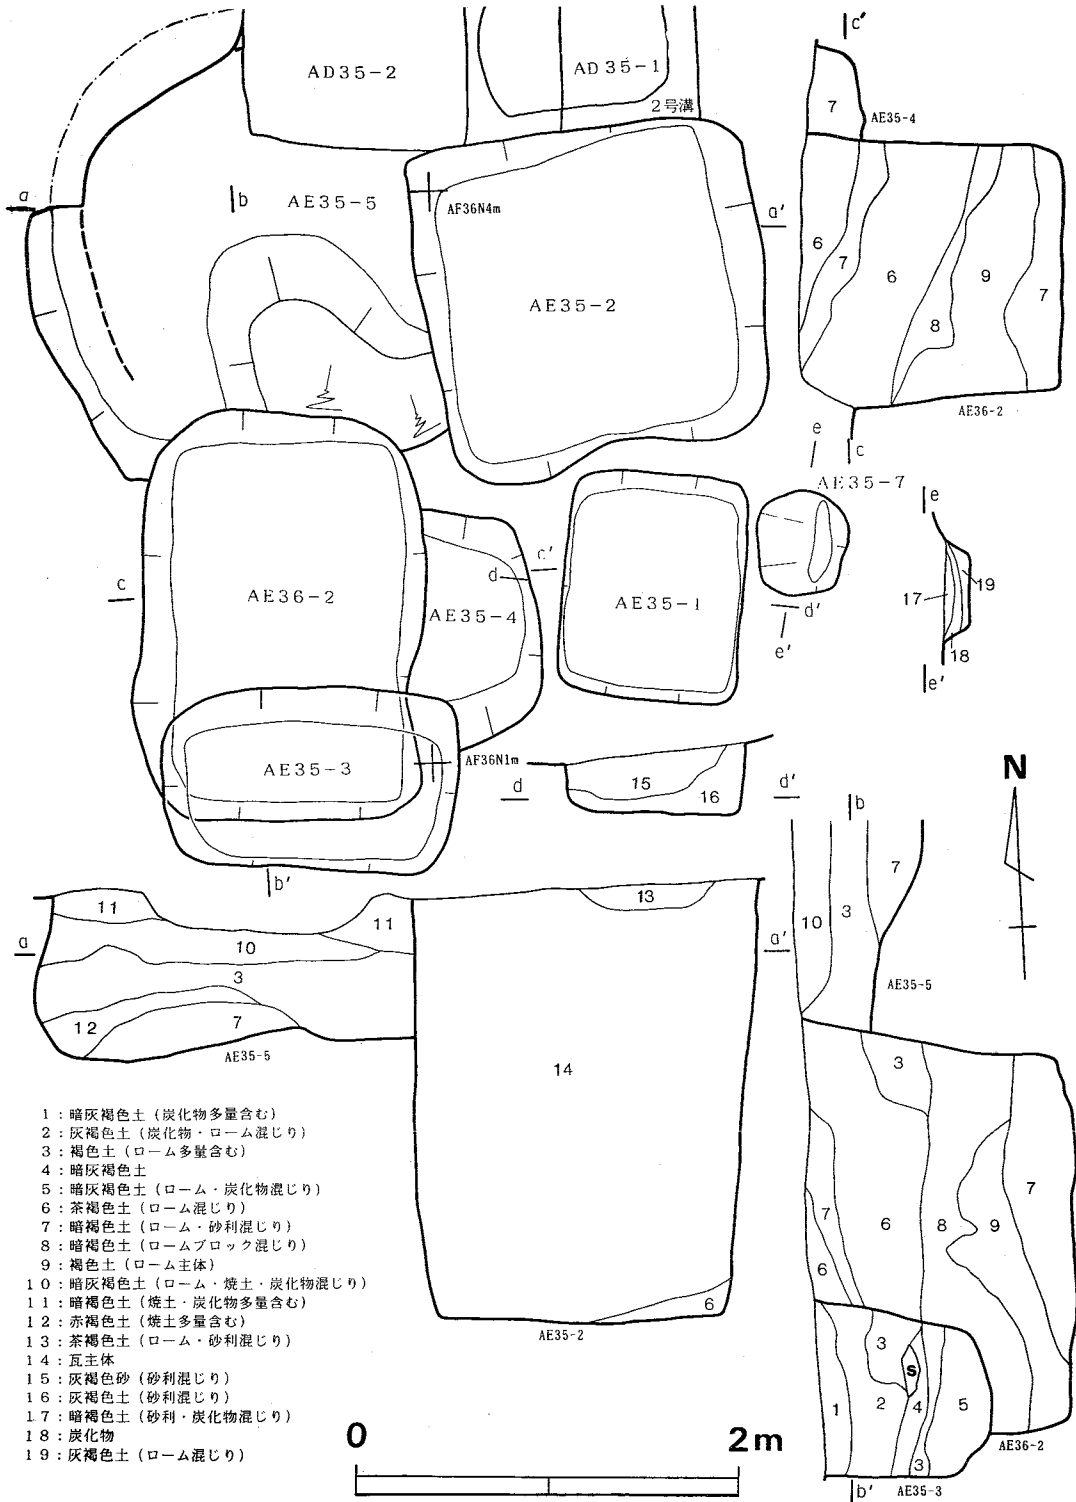 c'
AD35-2
AD35-1
2号溝
7
AE35-4
a
b
AE35-5
AF36N4m
a'
6
7
6
9
7
8
AE35-2
AE36-2
e
c
AE35-7
e
c'
d
c
AE36-2
AE35-4
AE35-1
d'
e'
17
19
18
e'
AE35-3
AF36N1m
d
15
16
d'
N
b'
b
11
13
11
a
10
a'
3
12
7
AE35-5
14
6
AE35-2
10
3
7
AE35-5
3
7
6
8
9
7
6
3
S
1
2
4
5
3
AE36-2
b'
AE35-3
1：暗灰褐色土（炭化物多量含む）
2：灰褐色土（炭化物・ローム混じり）
3：褐色土（ローム多量含む）
4：暗灰褐色土
5：暗灰褐色土（ローム・炭化物混じり）
6：茶褐色土（ローム混じり）
7：暗褐色土（ローム・砂利混じり）
8：暗褐色土（ロームブロック混じり）
9：褐色土（ローム主体）
10：暗灰褐色土（ローム・焼土・炭化物混じり）
11：暗褐色土（焼土・炭化物多量含む）
12：赤褐色土（焼土多量含む）
13：茶褐色土（ローム・砂利混じり）
14：瓦主体
15：灰褐色砂（砂利混じり）
16：灰褐色土（砂利混じり）
17：暗褐色土（砂利・炭化物混じり）
18：炭化物
19：灰褐色土（ローム混じり）
0
2m